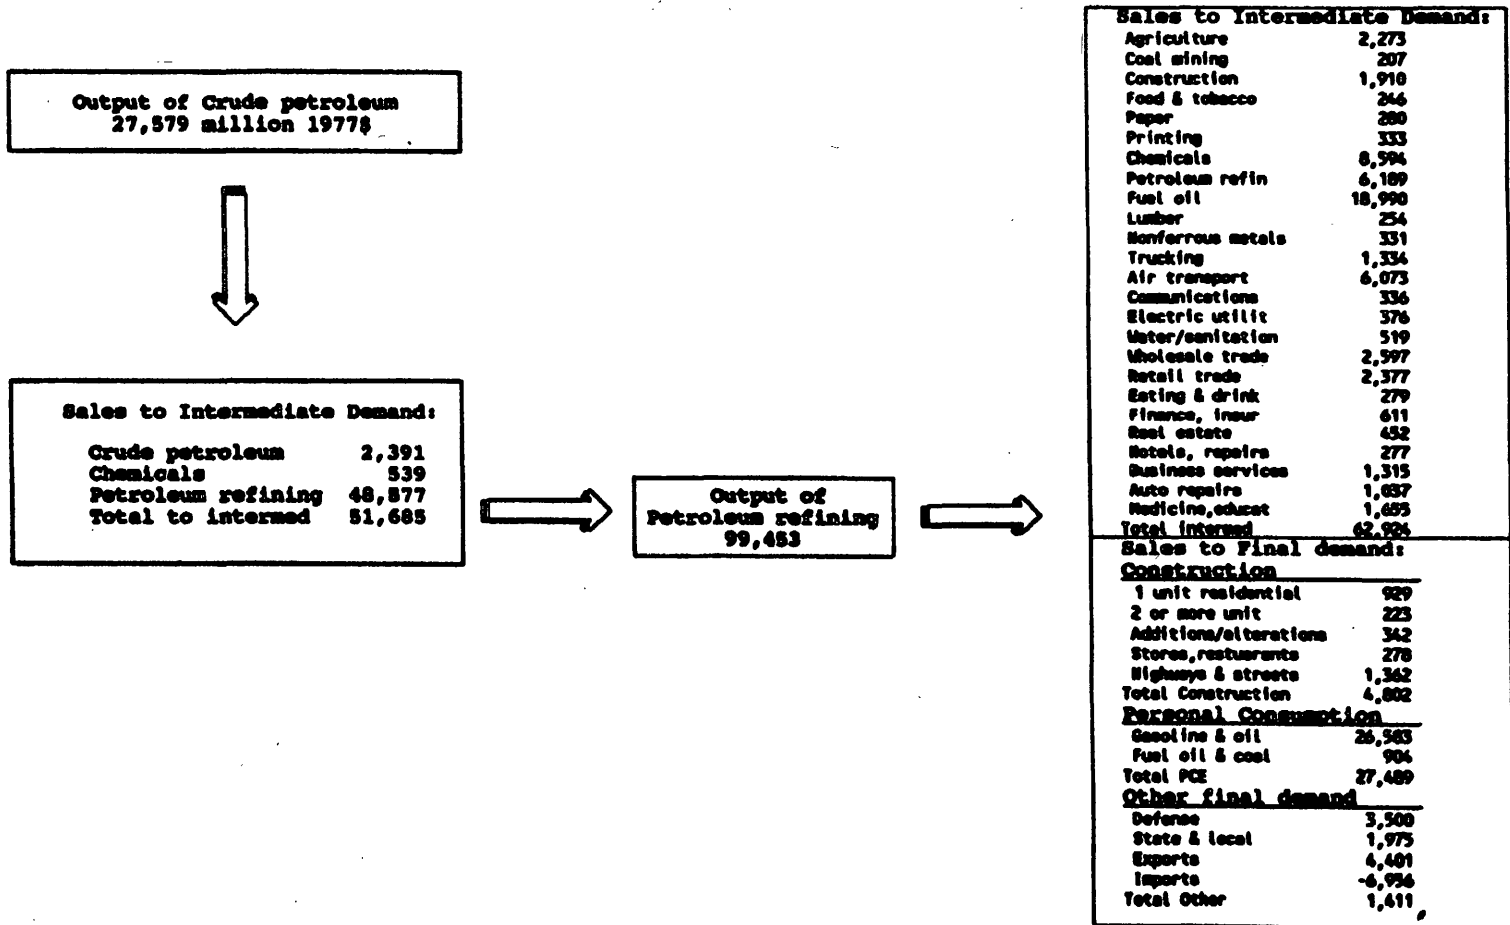 Output of Crude petroleum
27,579 million 1977$
Sales to Intermediate Demand:
Crude petroleum 2,391
Chemicals 539
Petroleum refining 48,577
Total to intermed 51,685
Output of
Petroleum refining
99,453
Sales to Intermediate Demand:
Agriculture 2,273
Coal mining 207
Construction 1,910
Food & tobacco 246
Paper 280
Printing 333
Chemicals 8,594
Petroleum refin 6,189
Fuel oil 18,990
Lumber 254
Nonferrous metals 331
Trucking 1,334
Air transport 6,073
Communications 336
Electric utilit 376
Water/sanitation 519
Wholesale trade 2,597
Retail trade 2,377
Eating & drink 279
Finance, insur 611
Real estate 452
Hotels, repairs 277
Business services 1,315
Auto repairs 1,037
Medicine,educat 1,655
Total intermed 62,924
Sales to Final demand:
Construction
1 unit residential 929
2 or more unit 223
Additions/alterations 342
Stores,restuerants 278
Highways & streets 1,362
Total Construction 4,802
Personal Consumption
Gasoline & oil 26,583
Fuel oil & coal 904
Total PCE 27,489
Other final demand
Defense 3,500
State & local 1,975
Exports 4,401
Imports -6,956
Total Other 1,411